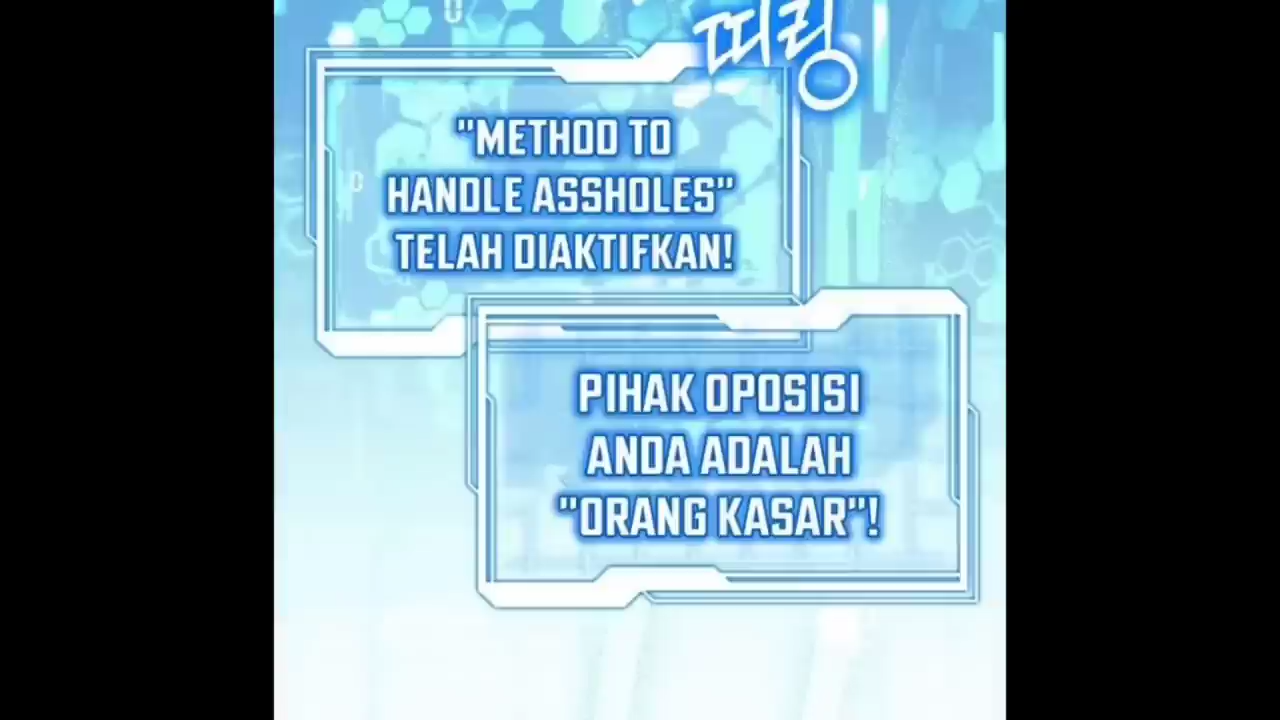 띠링
"METHOD TO
HANDLE ASSHOLES"
TELAH DIAKTIFKAN!
PIHAK OPOSISI
ANDA ADALAH
"ORANG KASAR"!